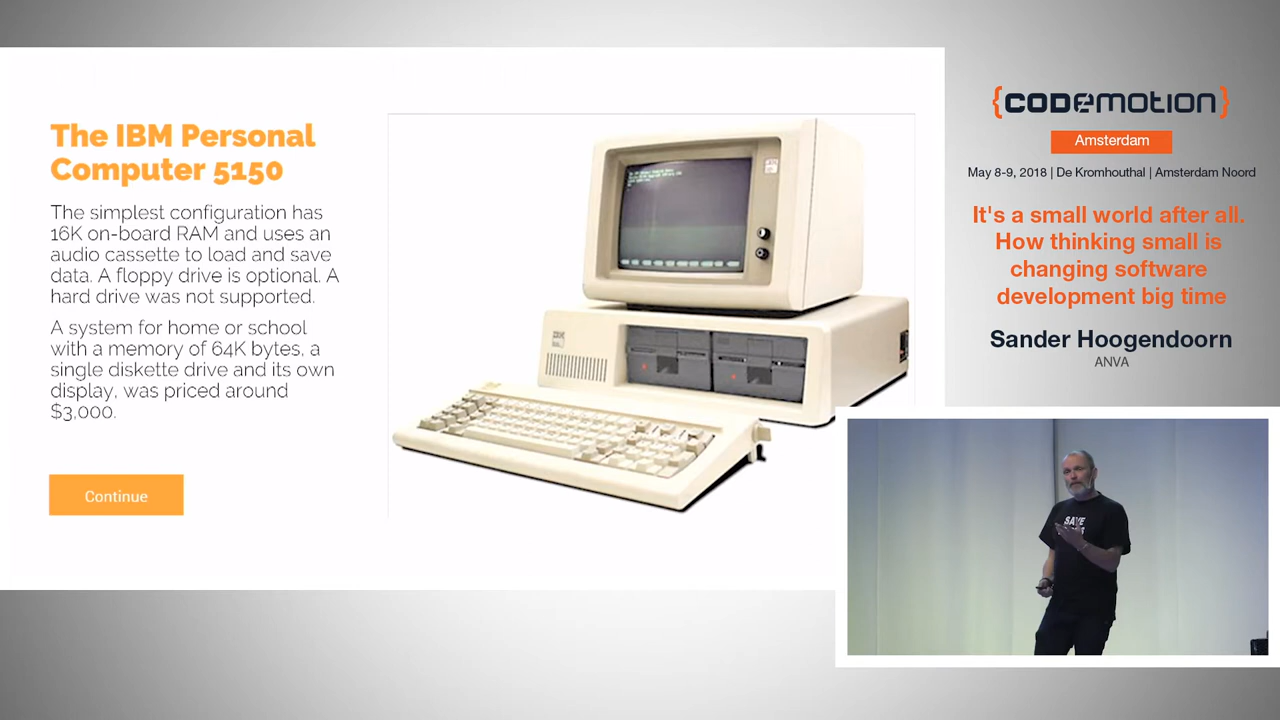 The IBM Personal
Computer 5150
The simplest configuration has
16K on-board RAM and uses an
audio cassette to load and save
data. A floppy drive is optional. A
hard drive was not supported.
A system for home or school
with a memory of 64K bytes, a
single diskette drive and its own
display, was priced around
$3,000.
Continue
{CODEMOTION}
Amsterdam
May 8-9, 2018 | De Kromhouthal | Amsterdam Noord
It's a small world after all.
How thinking small is
changing software
development big time
Sander Hoogendoorn
ANVA
IBM
SAVE